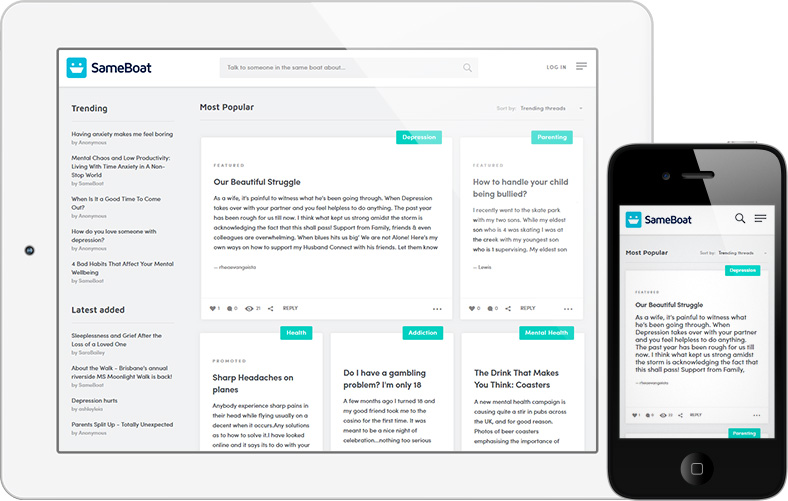 SameBoat
Talk to someone in the same boat about...
LOG IN
Trending
Having anxiety makes me feel boring
by Anonymous
Mental Chaos and Low Productivity:
Living With Time Anxiety in A Non-
Stop World
by SameBoat
When Is It a Good Time To Come
Out?
by Anonymous
How do you love someone with
depression?
by Anonymous
4 Bad Habits That Affect Your Mental
Wellbeing
by SameBoat
Latest added
Sleeplessness and Grief After the
Loss of a Loved One
by SaraBailey
About the Walk - Brisbane's annual
riverside MS Moonlight Walk is back!
by SameBoat
Depression hurts
by ashleyleia
Parents Split Up - Totally Unexpected
by Anonymous
Most Popular
Sort by: Trending threads
Depression
FEATURED
Our Beautiful Struggle
As a wife, it's painful to witness what he's been going through. When Depression
takes over with your partner and you feel helpless to do anything. The past year
has been rough for us till now. I think what kept us strong amidst the storm is
acknowledging the fact that this shall pass! Support from Family, friends & even
colleagues are overwhelming. When blues hits us big' We are not Alone! Here's my
own ways on how to support my Husband Connect with his friends. Let them know
— rheaevangelista
1 0 21 REPLY
Parenting
FEATURED
How to handle your child
being bullied?
I recently went to the skate park
with my two sons. While my eldest
son who is 4 was skating I was at
the creek with my youngest son
who is 1 supervising. My eldest son
— Lewis
0 0 REPLY
Health
PROMOTED
Sharp Headaches on
planes
Anybody experience sharp pains in
their head while flying usually on a
decent when it occurs.Any solutions
as to how to solve it.I have looked
online and it says its to do with your
Addiction
Do I have a gambling
problem? I'm only 18
A few months ago I turned 18 and
my good friend took me to the
casino for the first time. It was
meant to be a nice night of
celebration...nothing too serious
Mental Health
The Drink That Makes
You Think: Coasters
A new mental health campaign is
causing quite a stir in pubs across
the UK, and for good reason.
Photos of beer coasters
emphasising the importance of
SameBoat
Most Popular
Sort by: Trending threads
Depression
FEATURED
Our Beautiful Struggle
As a wife, it's painful to witness what
he's been going through. When
Depression takes over with your partner
and you feel helpless to do anything.
The past year has been rough for us till
now. I think what kept us strong amidst
the storm is acknowledging the fact that
this shall pass! Support from Family,
— rheaevangelista
1 0 21 REPLY
Parenting